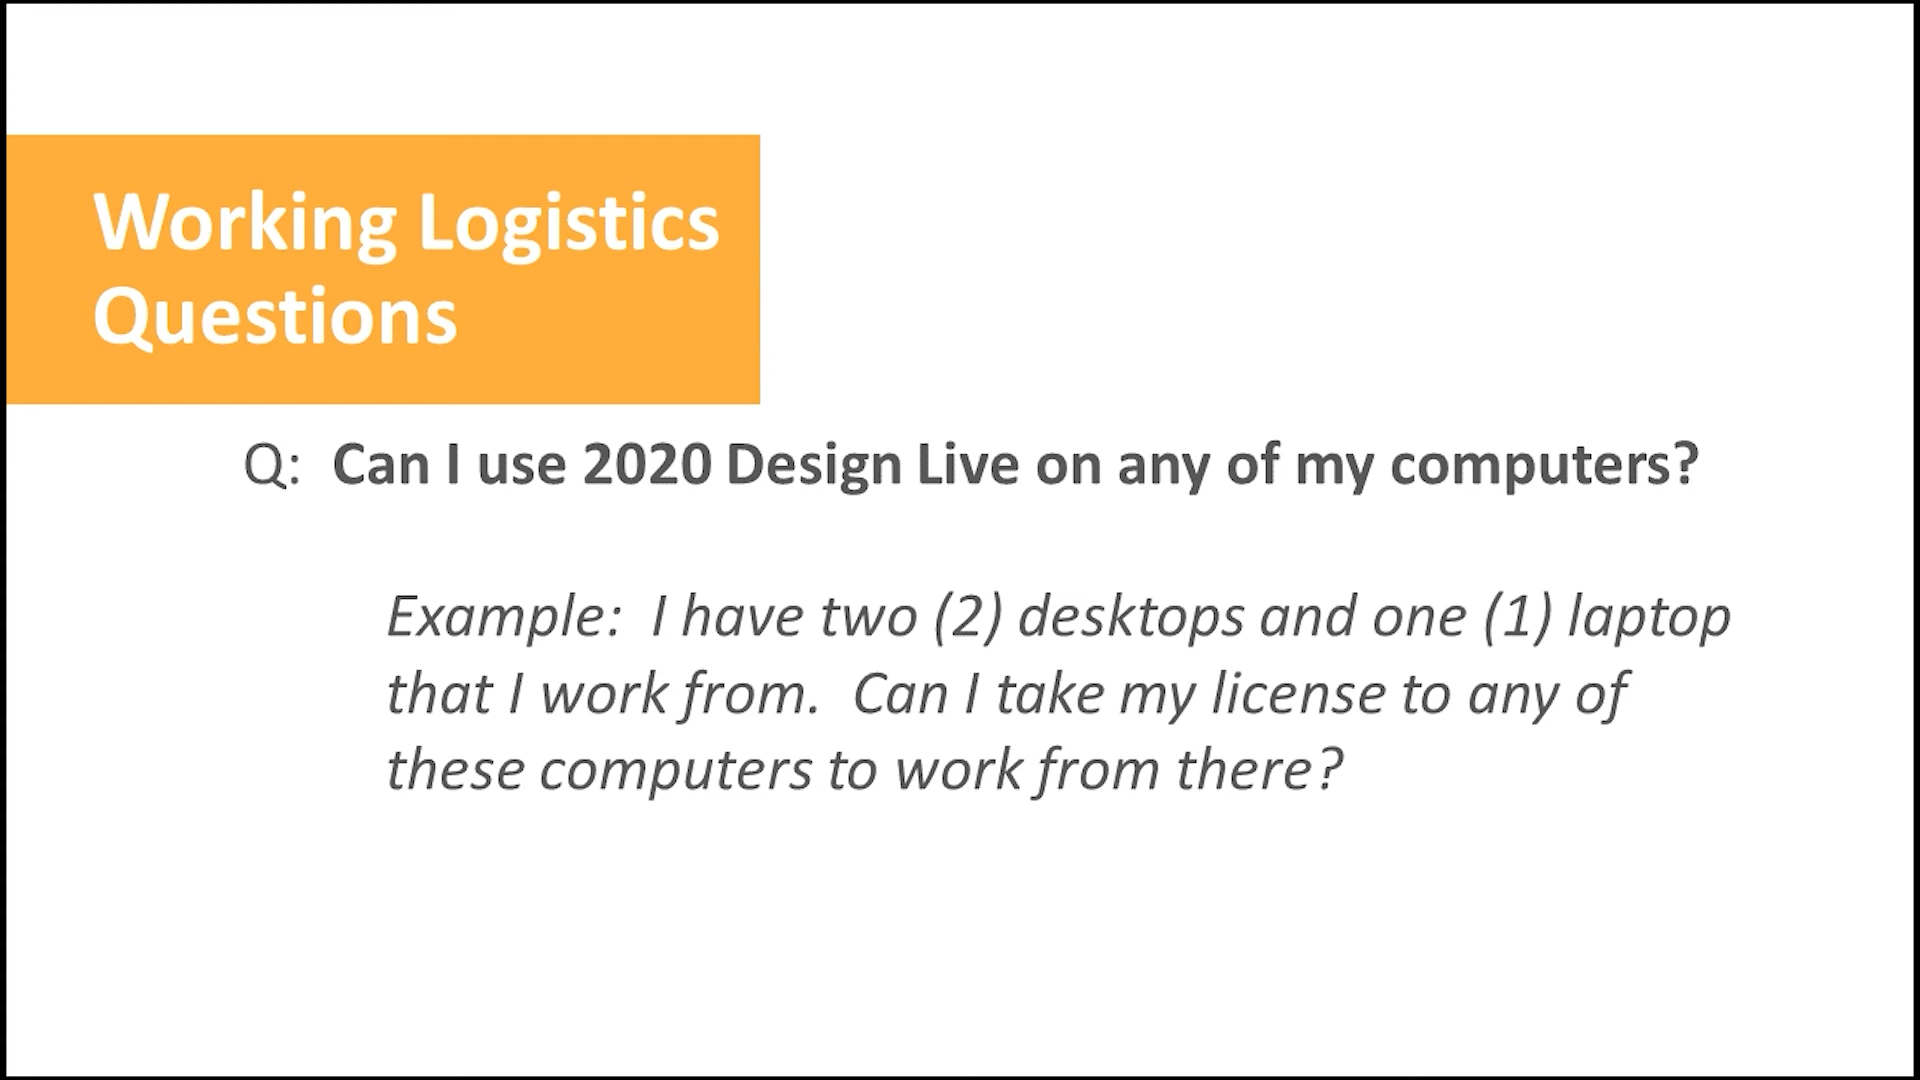 Working Logistics
Questions
Q:  Can I use 2020 Design Live on any of my computers?
Example:  I have two (2) desktops and one (1) laptop
that I work from.  Can I take my license to any of
these computers to work from there?